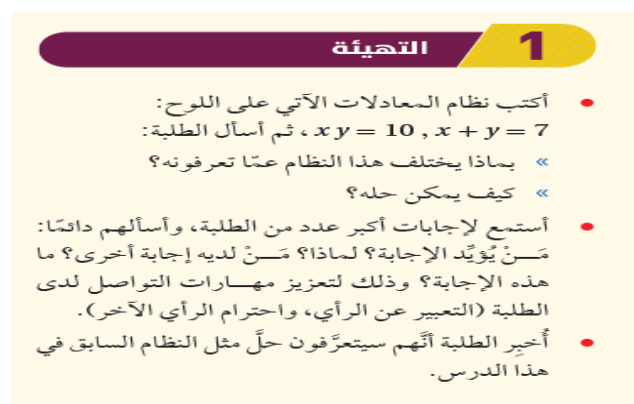 1 التهيئة
• أكتب نظام المعادلات الآتي على اللوح:
x y = 10 , x + y = 7 ، ثم أسأل الطلبة:
» بماذا يختلف هذا النظام عمّا تعرفونه؟
» كيف يمكن حله؟
• أستمع لإجابات أكبر عدد من الطلبة، وأسألهم دائمًا:
مَــنْ يُؤيِّد الإجابة؟ لماذا؟ مَــنْ لديه إجابة أخرى؟ ما
هذه الإجابة؟ وذلك لتعزيز مهــارات التواصل لدى
الطلبة (التعبير عن الرأي، واحترام الرأي الآخر).
• أُخبِر الطلبة أنَّهم سيتعرَّفون حلَّ مثل النظام السابق في
هذا الدرس.